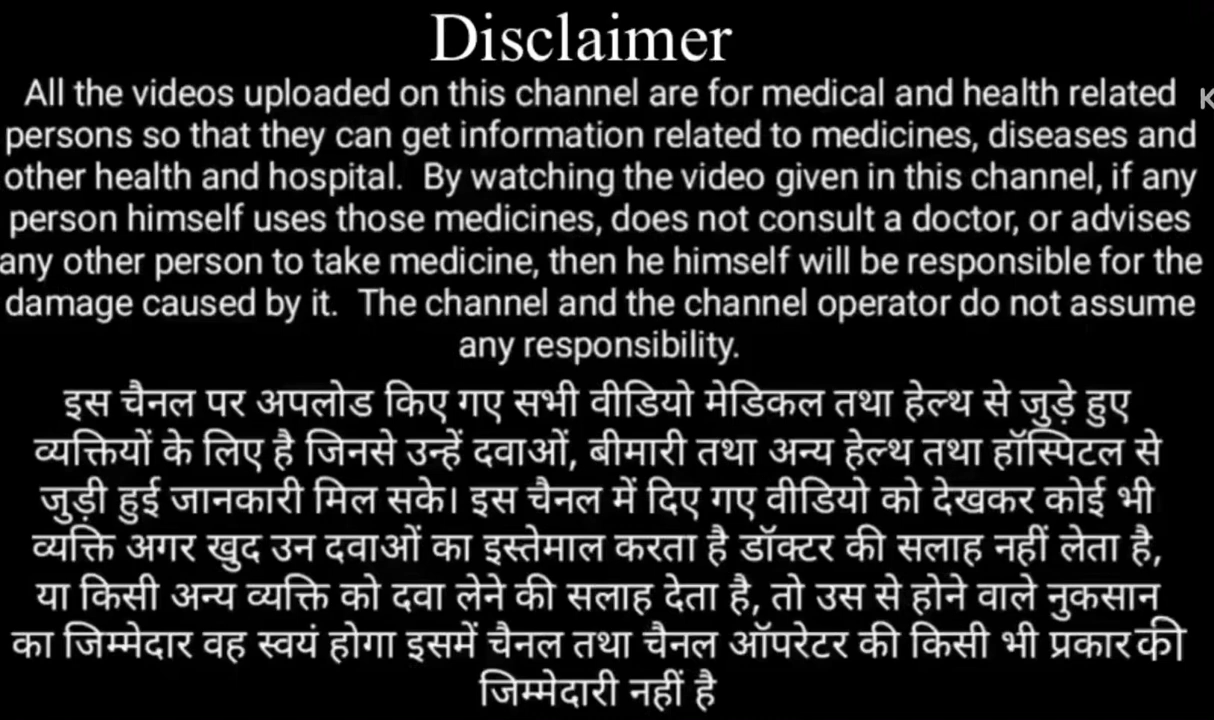 Disclaimer
All the videos uploaded on this channel are for medical and health related
persons so that they can get information related to medicines, diseases and
other health and hospital. By watching the video given in this channel, if any
person himself uses those medicines, does not consult a doctor, or advises
any other person to take medicine, then he himself will be responsible for the
damage caused by it. The channel and the channel operator do not assume
any responsibility.
इस चैनल पर अपलोड किए गए सभी वीडियो मेडिकल तथा हेल्थ से जुड़े हुए
व्यक्तियों के लिए है जिनसे उन्हें दवाओं, बीमारी तथा अन्य हेल्थ तथा हॉस्पिटल से
जुड़ी हुई जानकारी मिल सके। इस चैनल में दिए गए वीडियो को देखकर कोई भी
व्यक्ति अगर खुद उन दवाओं का इस्तेमाल करता है डॉक्टर की सलाह नहीं लेता है,
या किसी अन्य व्यक्ति को दवा लेने की सलाह देता है, तो उस से होने वाले नुकसान
का जिम्मेदार वह स्वयं होगा इसमें चैनल तथा चैनल ऑपरेटर की किसी भी प्रकार की
जिम्मेदारी नहीं है